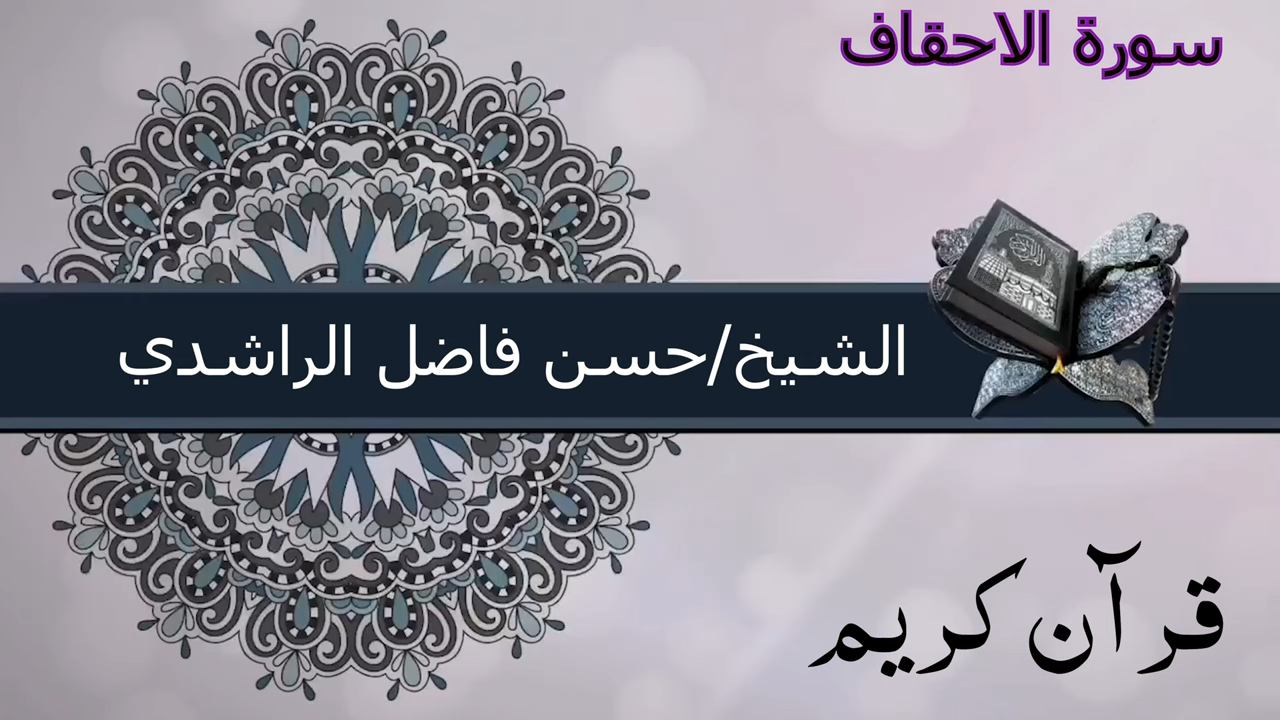 سورة الاحقاف
الشيخ/حسن فاضل الراشدي
قرآن كريم